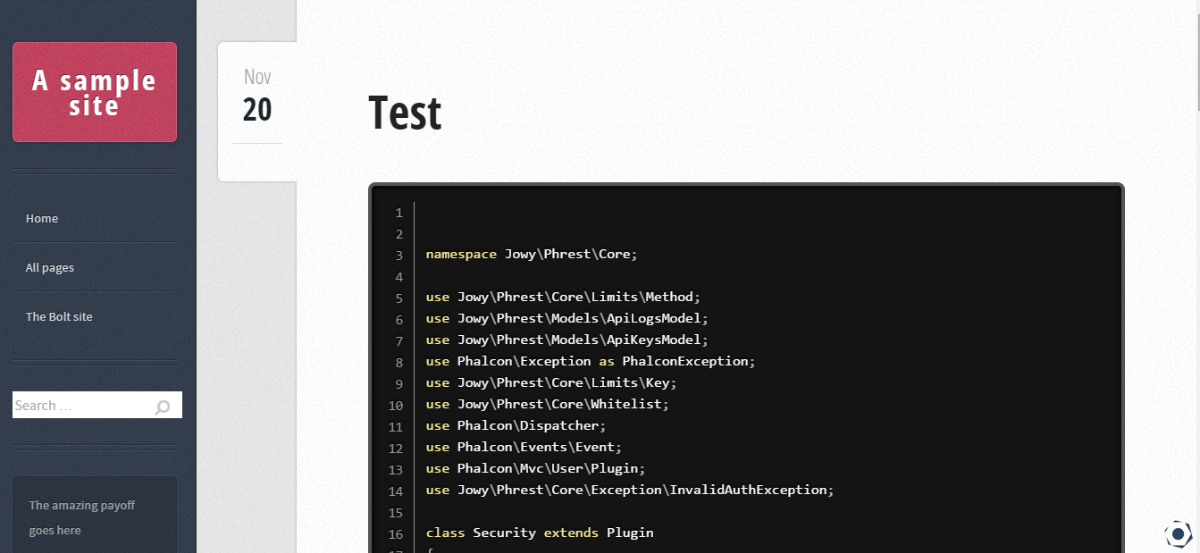 A sample
site
Home
All pages
The Bolt site
Search ...
The amazing payoff
goes here
Nov
20
Test
1
2
3 namespace Jowy\Phrest\Core;
4
5 use Jowy\Phrest\Core\Limits\Method;
6 use Jowy\Phrest\Models\ApiLogsModel;
7 use Jowy\Phrest\Models\ApiKeysModel;
8 use Phalcon\Exception as PhalconException;
9 use Jowy\Phrest\Core\Limits\Key;
10 use Jowy\Phrest\Core\Whitelist;
11 use Phalcon\Dispatcher;
12 use Phalcon\Events\Event;
13 use Phalcon\Mvc\User\Plugin;
14 use Jowy\Phrest\Core\Exception\InvalidAuthException;
15
16 class Security extends Plugin
17 {